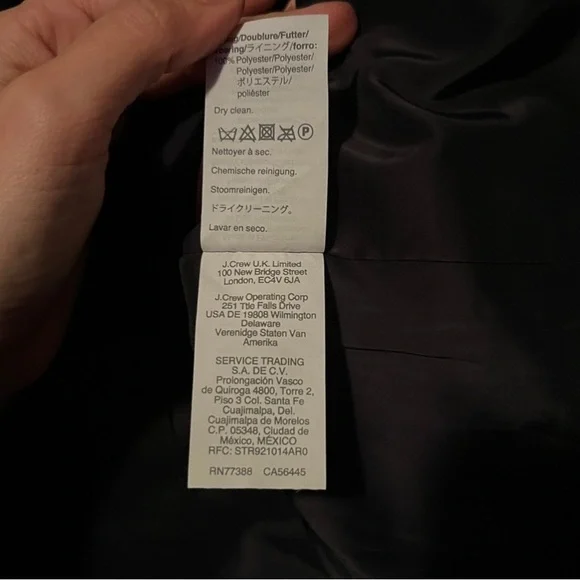 /Doublure/Futter/
/ライニング/forro:
100% Polyester/Polyester/
Polyester/Polyester/
ポリエステル/
poliéster
Dry clean.
P
Nettoyer à sec.
Chemische reinigung.
Stoomreinigen.
ドライクリーニング。
Lavar en seco.
J.Crew U.K. Limited
100 New Bridge Street
London, EC4V 6JA
J.Crew Operating Corp
251 Ttle Falls Drive
USA DE 19808 Wilmington
Delaware
Verenidge Staten Van
Amerika
SERVICE TRADING
S.A. DE C.V.
Prolongación Vasco
de Quiroga 4800, Torre 2,
Piso 3 Col. Santa Fe
Cuajimalpa, Del.
Cuajimalpa de Morelos
C.P. 05348, Ciudad de
México, MÉXICO
RFC: STR921014AR0
RN77388 CA56445